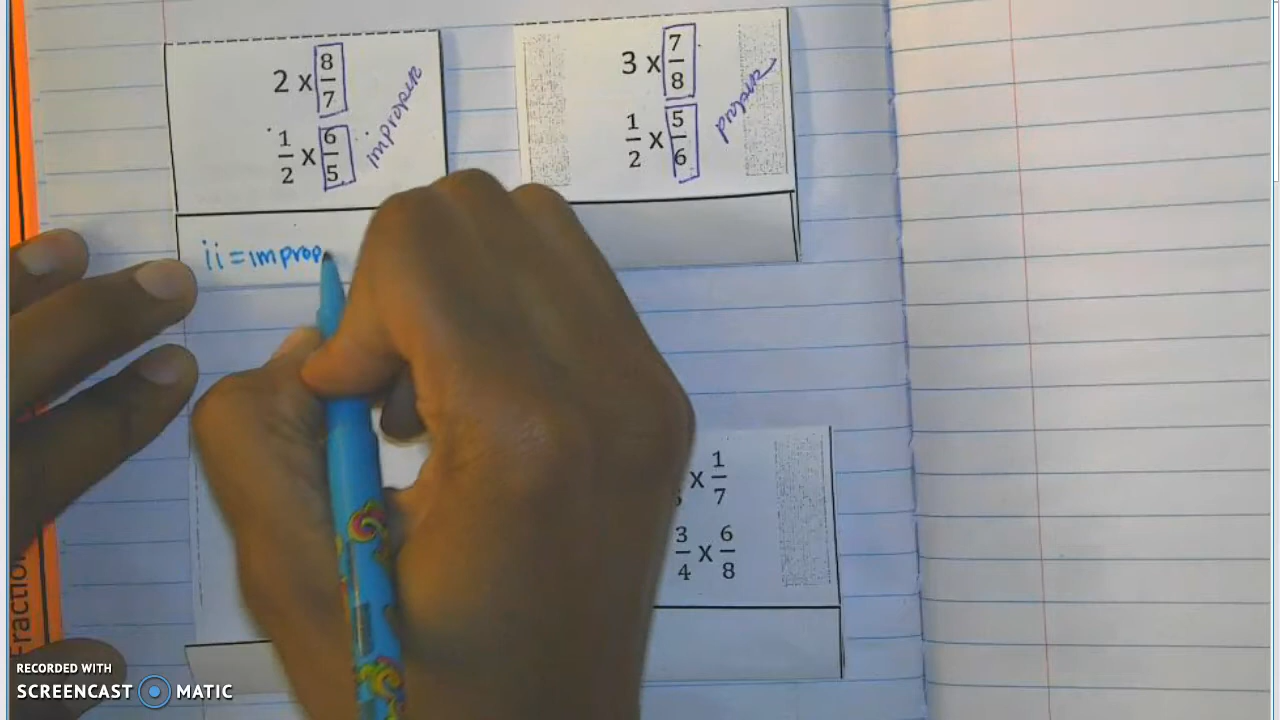 2 x 8/7
1/2 x 6/5
improper
3 x 7/8
1/2 x 5/6
proper
ii = improp
x 1/7
3/4 x 6/8
raction
RECORDED WITH
SCREENCAST MATIC